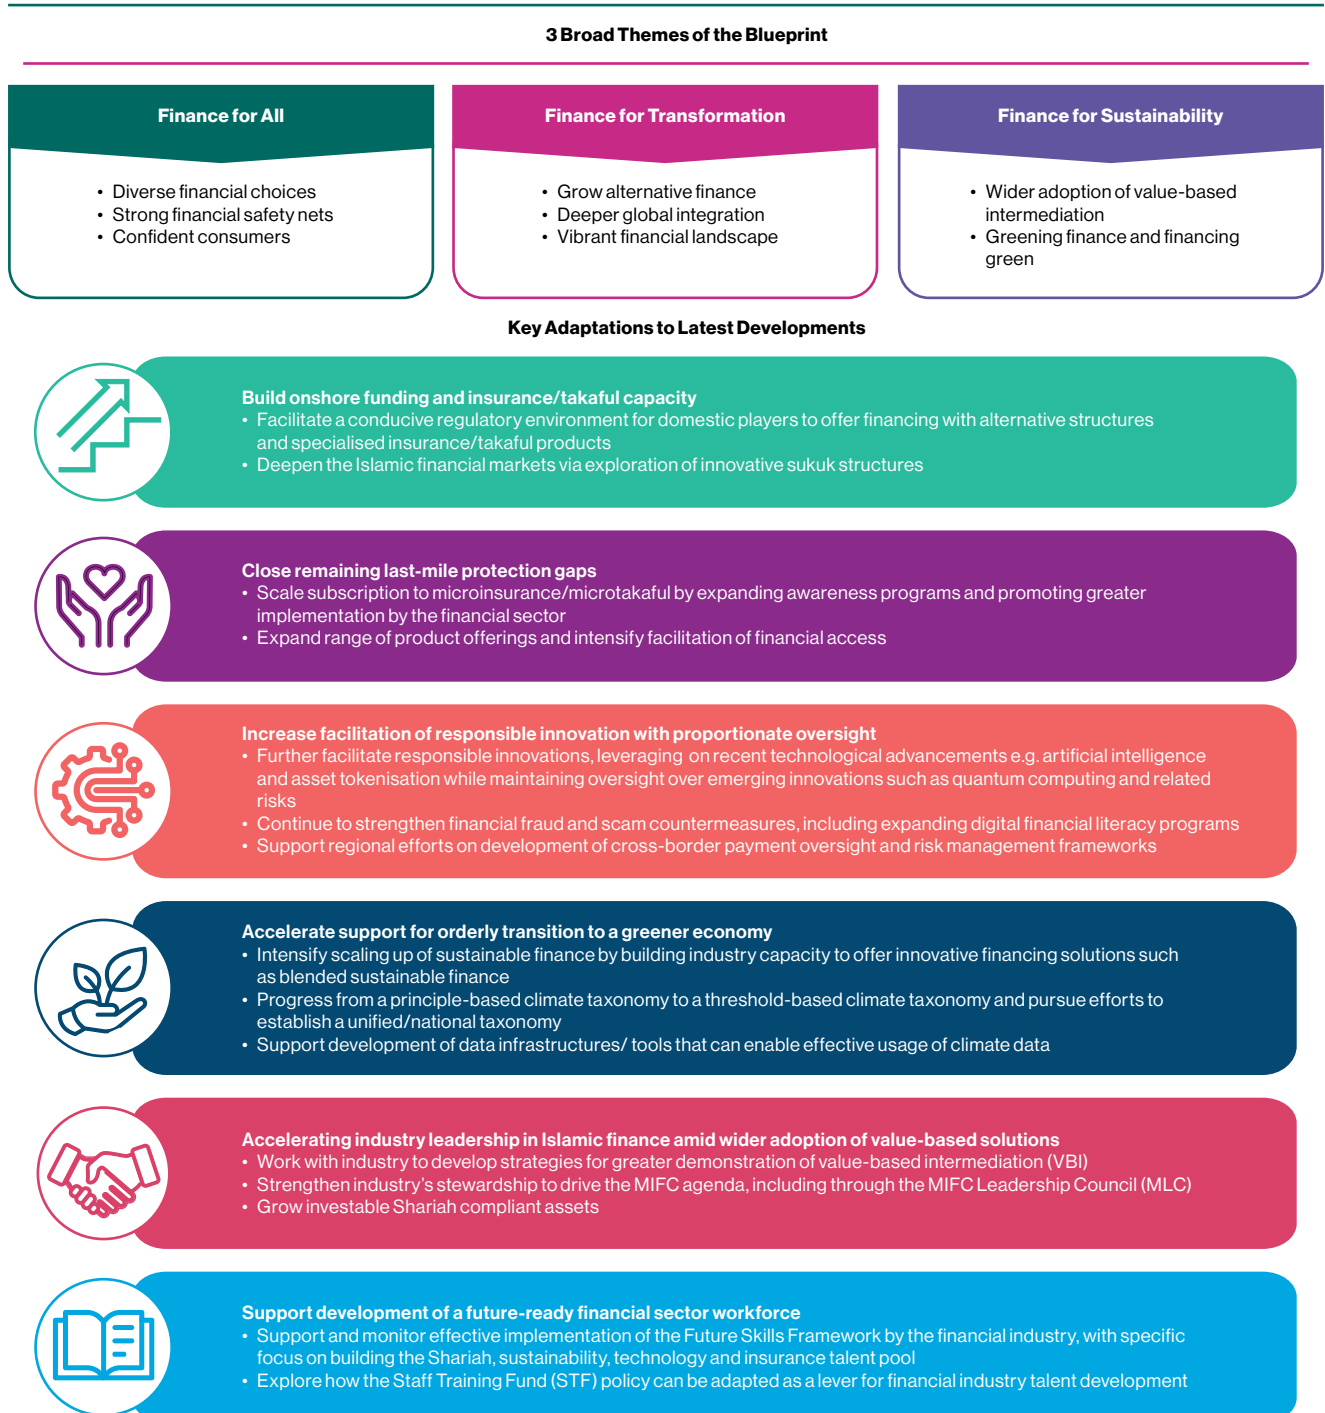 3 Broad Themes of the Blueprint
Finance for All
• Diverse financial choices
• Strong financial safety nets
• Confident consumers
Finance for Transformation
• Grow alternative finance
• Deeper global integration
• Vibrant financial landscape
Finance for Sustainability
• Wider adoption of value-based
intermediation
• Greening finance and financing
green
Key Adaptations to Latest Developments
Build onshore funding and insurance/takaful capacity
• Facilitate a conducive regulatory environment for domestic players to offer financing with alternative structures
and specialised insurance/takaful products
• Deepen the Islamic financial markets via exploration of innovative sukuk structures
Close remaining last-mile protection gaps
• Scale subscription to microinsurance/microtakaful by expanding awareness programs and promoting greater
implementation by the financial sector
• Expand range of product offerings and intensify facilitation of financial access
Increase facilitation of responsible innovation with proportionate oversight
• Further facilitate responsible innovations, leveraging on recent technological advancements e.g. artificial intelligence
and asset tokenisation while maintaining oversight over emerging innovations such as quantum computing and related
risks
• Continue to strengthen financial fraud and scam countermeasures, including expanding digital financial literacy programs
• Support regional efforts on development of cross-border payment oversight and risk management frameworks
Accelerate support for orderly transition to a greener economy
• Intensify scaling up of sustainable finance by building industry capacity to offer innovative financing solutions such
as blended sustainable finance
• Progress from a principle-based climate taxonomy to a threshold-based climate taxonomy and pursue efforts to
establish a unified/national taxonomy
• Support development of data infrastructures/ tools that can enable effective usage of climate data
Accelerating industry leadership in Islamic finance amid wider adoption of value-based solutions
• Work with industry to develop strategies for greater demonstration of value-based intermediation (VBI)
• Strengthen industry's stewardship to drive the MIFC agenda, including through the MIFC Leadership Council (MLC)
• Grow investable Shariah compliant assets
Support development of a future-ready financial sector workforce
• Support and monitor effective implementation of the Future Skills Framework by the financial industry, with specific
focus on building the Shariah, sustainability, technology and insurance talent pool
• Explore how the Staff Training Fund (STF) policy can be adapted as a lever for financial industry talent development